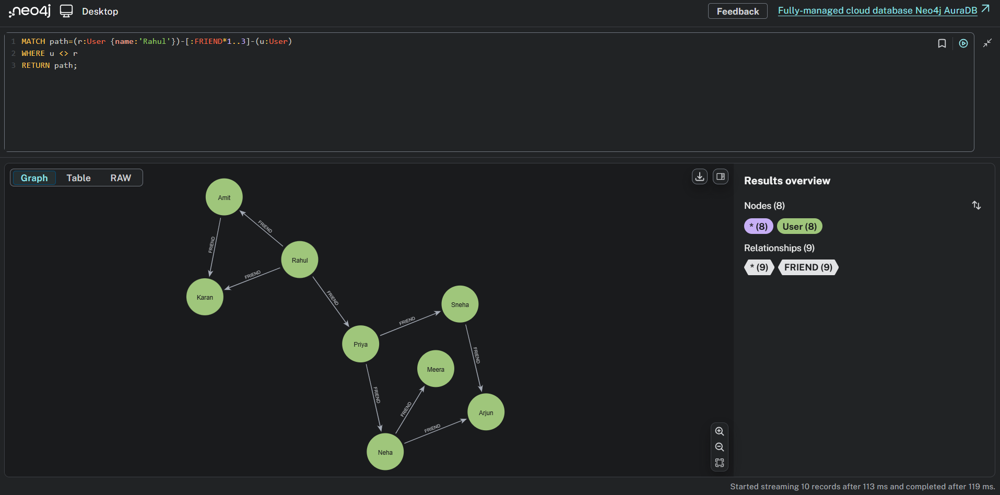 neo4j Desktop Feedback Fully-managed cloud database Neo4j AuraDB
1 MATCH path=(r:User {name:'Rahul'})-[:FRIEND*1..3]-(u:User)
2 WHERE u <> r
3 RETURN path;
Graph Table RAW
Amit
FRIEND
FRIEND
Rahul
FRIEND
Karan
FRIEND
Sneha
FRIEND
Priya
FRIEND
Meera
FRIEND
FRIEND
Arjun
FRIEND
Neha
Results overview
Nodes (8)
* (8) User (8)
Relationships (9)
* (9) FRIEND (9)
Started streaming 10 records after 113 ms and completed after 119 ms.